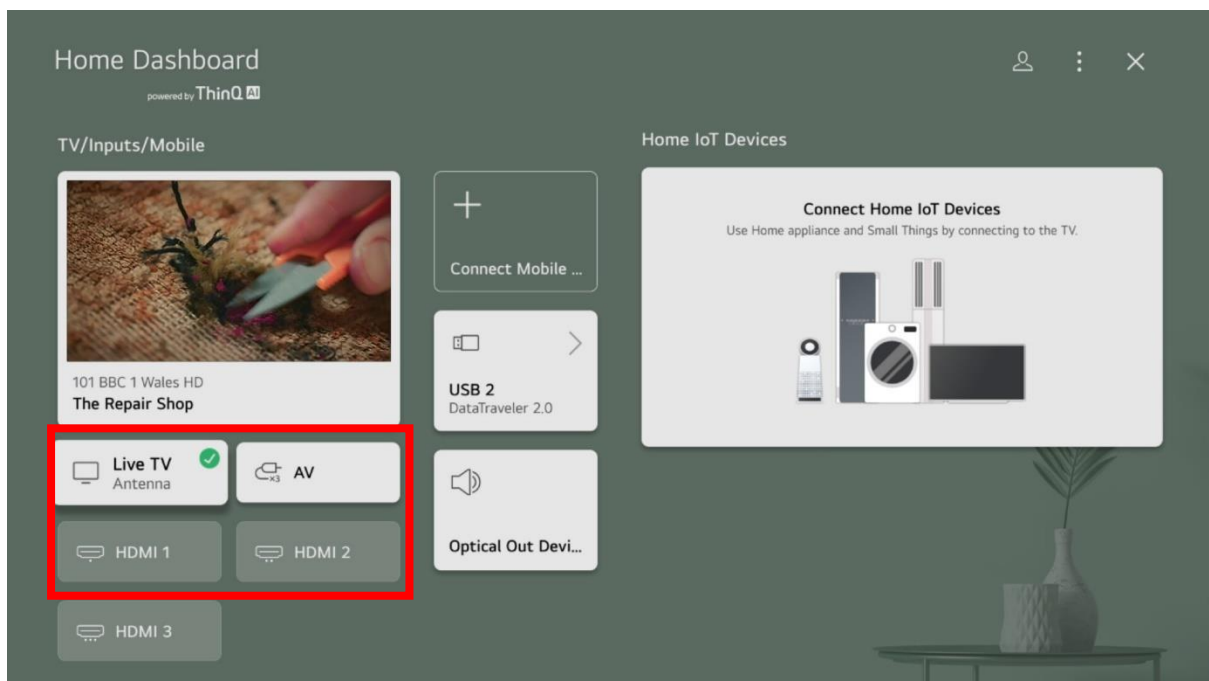 Home Dashboard
powered by ThinQ AI
TV/Inputs/Mobile
101 BBC 1 Wales HD
The Repair Shop
Live TV
Antenna
x3
AV
HDMI 1
HDMI 2
HDMI 3
Connect Mobile ...
USB 2
DataTraveler 2.0
Optical Out Devi...
Home IoT Devices
Connect Home IoT Devices
Use Home appliance and Small Things by connecting to the TV.